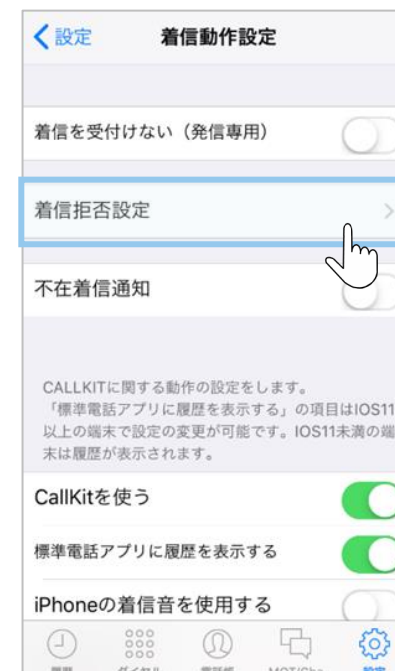 設定
着信動作設定
着信を受付けない（発信専用）
着信拒否設定
不在着信通知
CALLKITに関する動作の設定をします。
「標準電話アプリに履歴を表示する」の項目はIOS11
以上の端末で設定の変更が可能です。IOS11未満の端
末は履歴が表示されます。
CallKitを使う
標準電話アプリに履歴を表示する
iPhoneの着信音を使用する